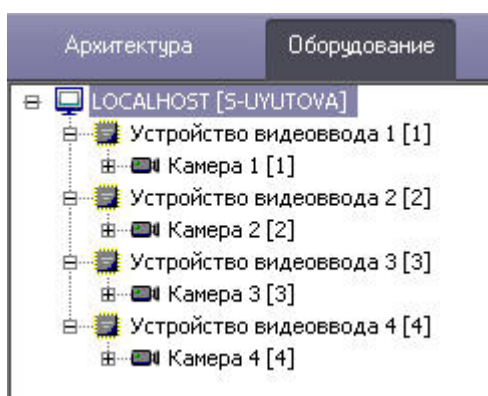 Архитектура Оборудование
LOCALHOST [S-UYUTOVA]
Устройство видеоввода 1 [1]
Камера 1 [1]
Устройство видеоввода 2 [2]
Камера 2 [2]
Устройство видеоввода 3 [3]
Камера 3 [3]
Устройство видеоввода 4 [4]
Камера 4 [4]